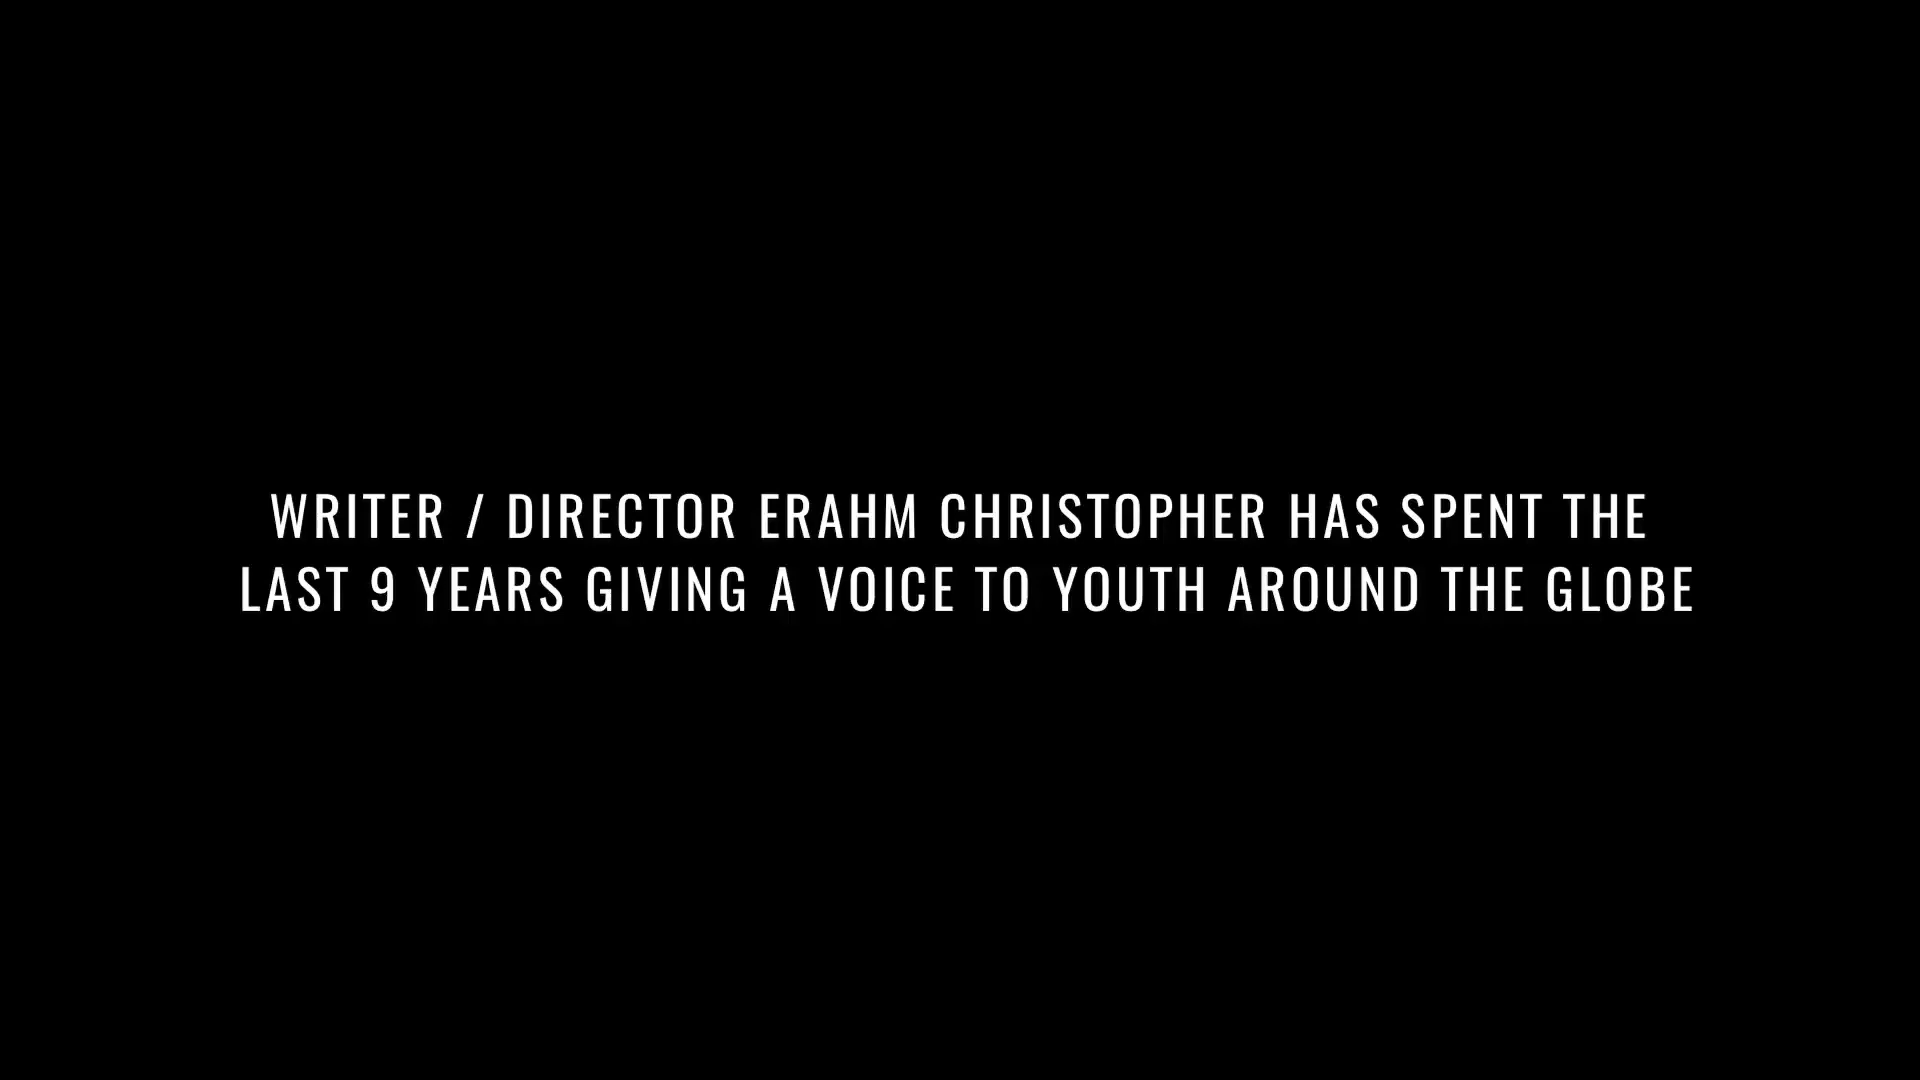 WRITER / DIRECTOR ERAHM CHRISTOPHER HAS SPENT THE
LAST 9 YEARS GIVING A VOICE TO YOUTH AROUND THE GLOBE